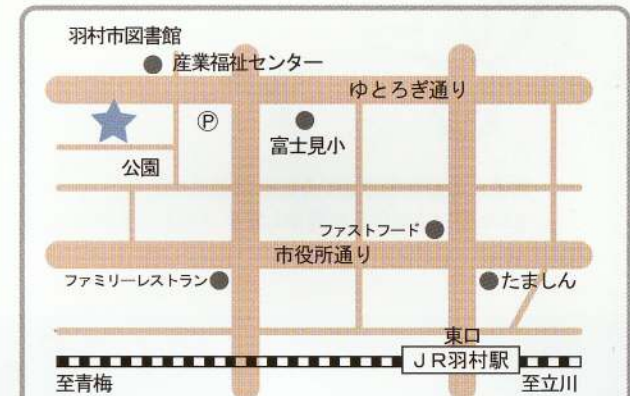 羽村市図書館
産業福祉センター
ゆとろぎ通り
Ⓟ
富士見小
公園
ファストフード
市役所通り
ファミリーレストラン
たましん
東口
JR羽村駅
至青梅
至立川